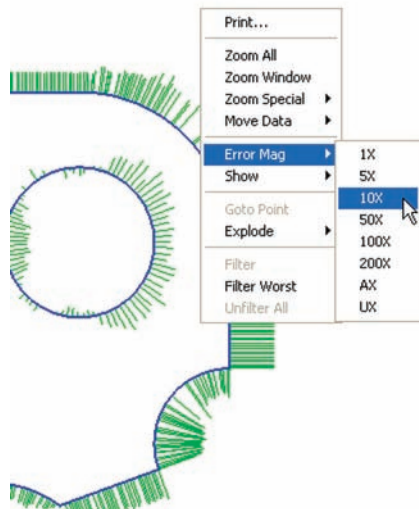 Print...
Zoom All
Zoom Window
Zoom Special
Move Data
Error Mag
Show
Goto Point
Explode
Filter
Filter Worst
Unfilter All
1X
5X
10X
50X
100X
200X
AX
UX